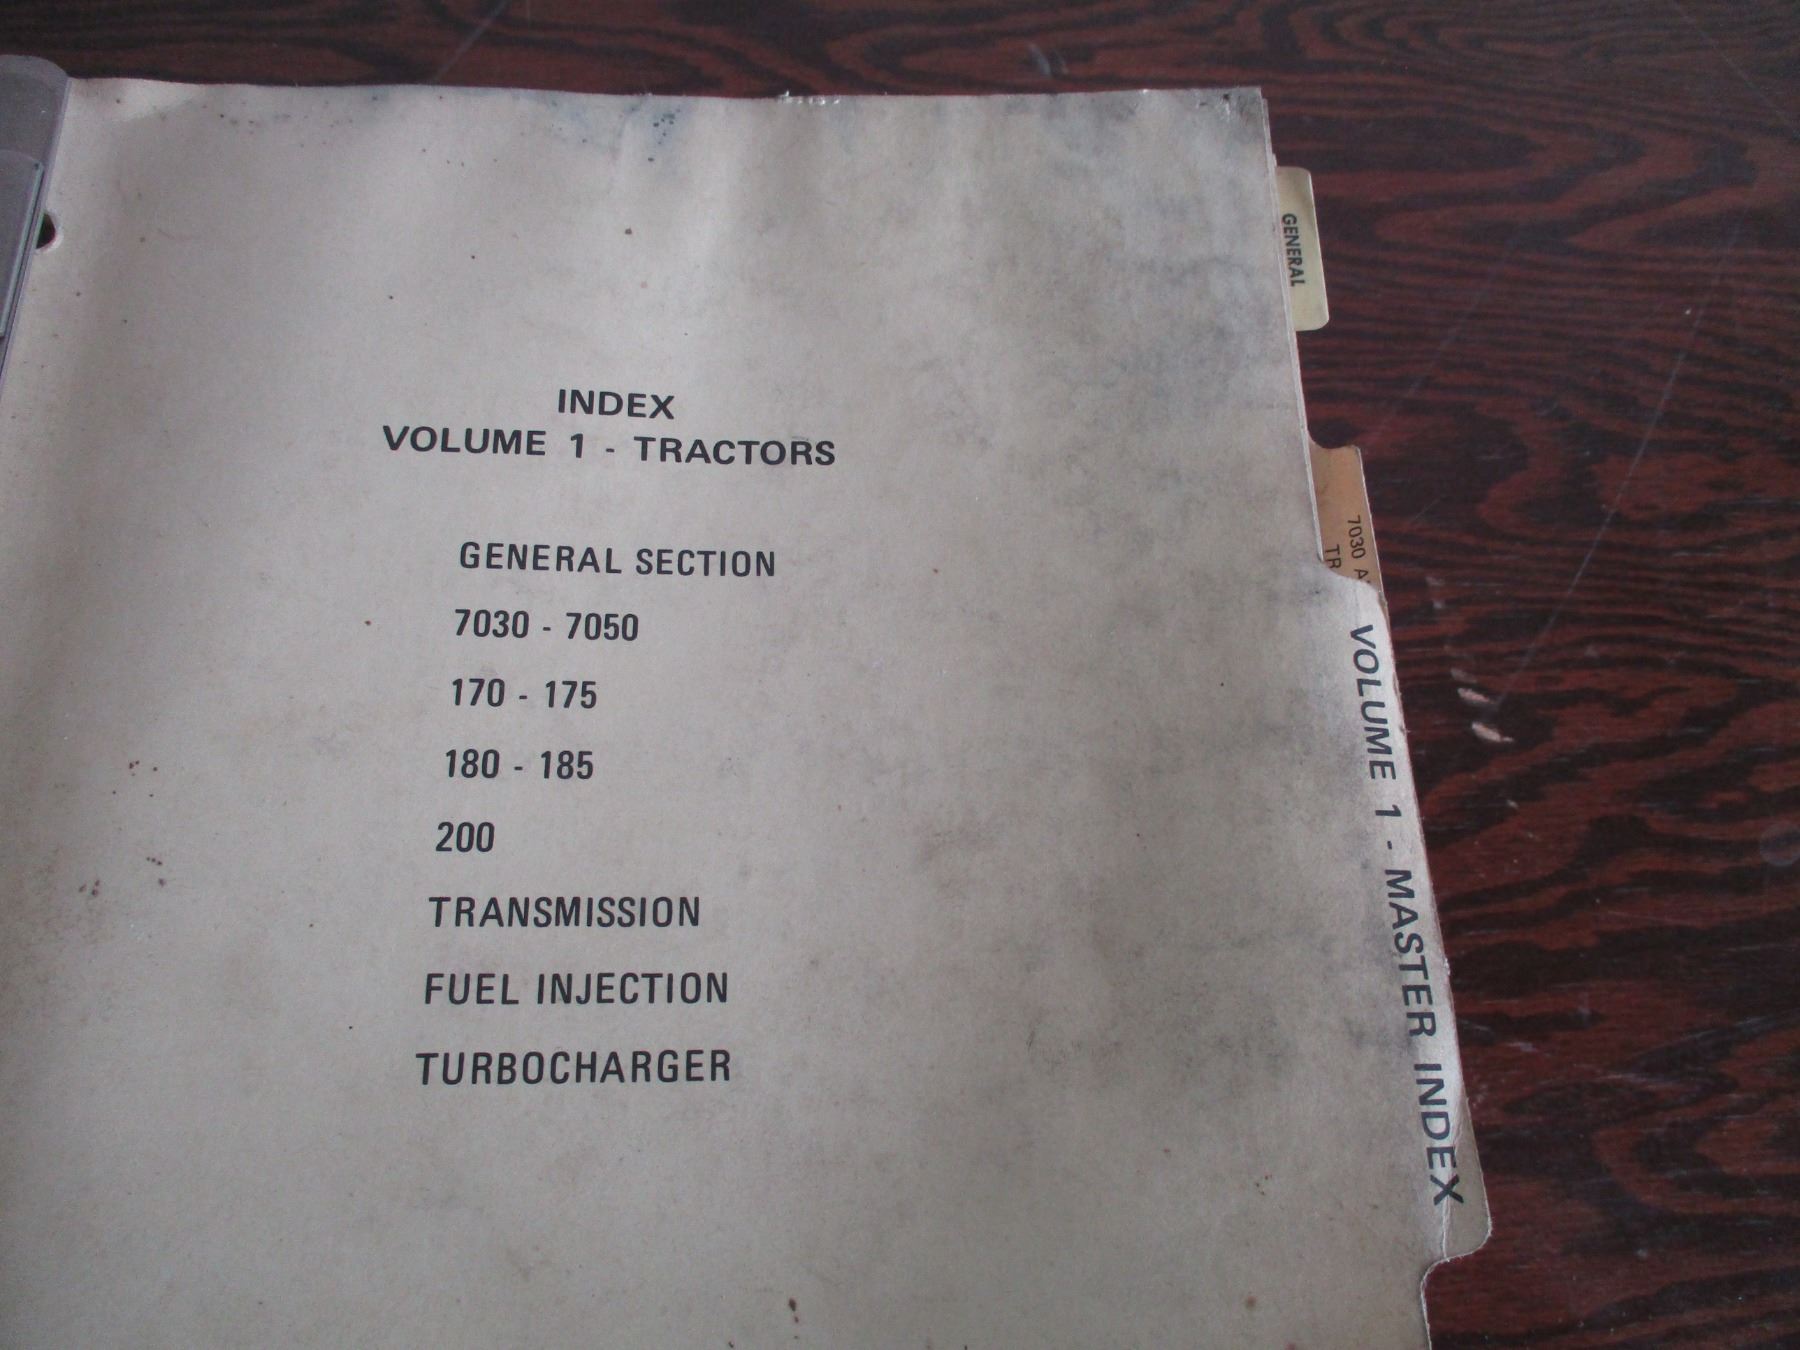 INDEX
VOLUME 1 - TRACTORS
GENERAL SECTION
7030 - 7050
170 - 175
180 - 185
200
TRANSMISSION
FUEL INJECTION
TURBOCHARGER
GENERAL
7030
VOLUME 1 - MASTER INDEX